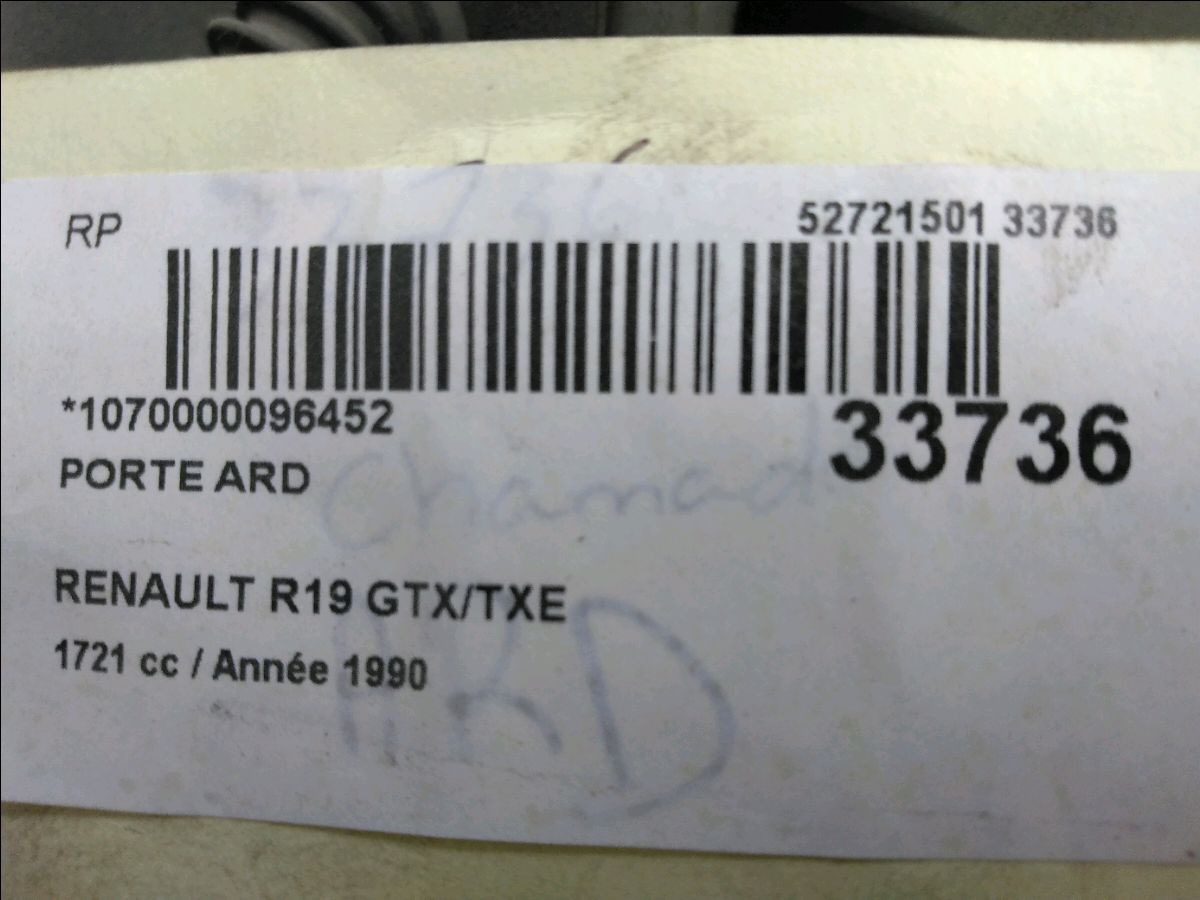 RP
52721501 33736
*1070000096452
33736
PORTE ARD
Chamad
RENAULT R19 GTX/TXE
1721 cc / Année 1990
ARD